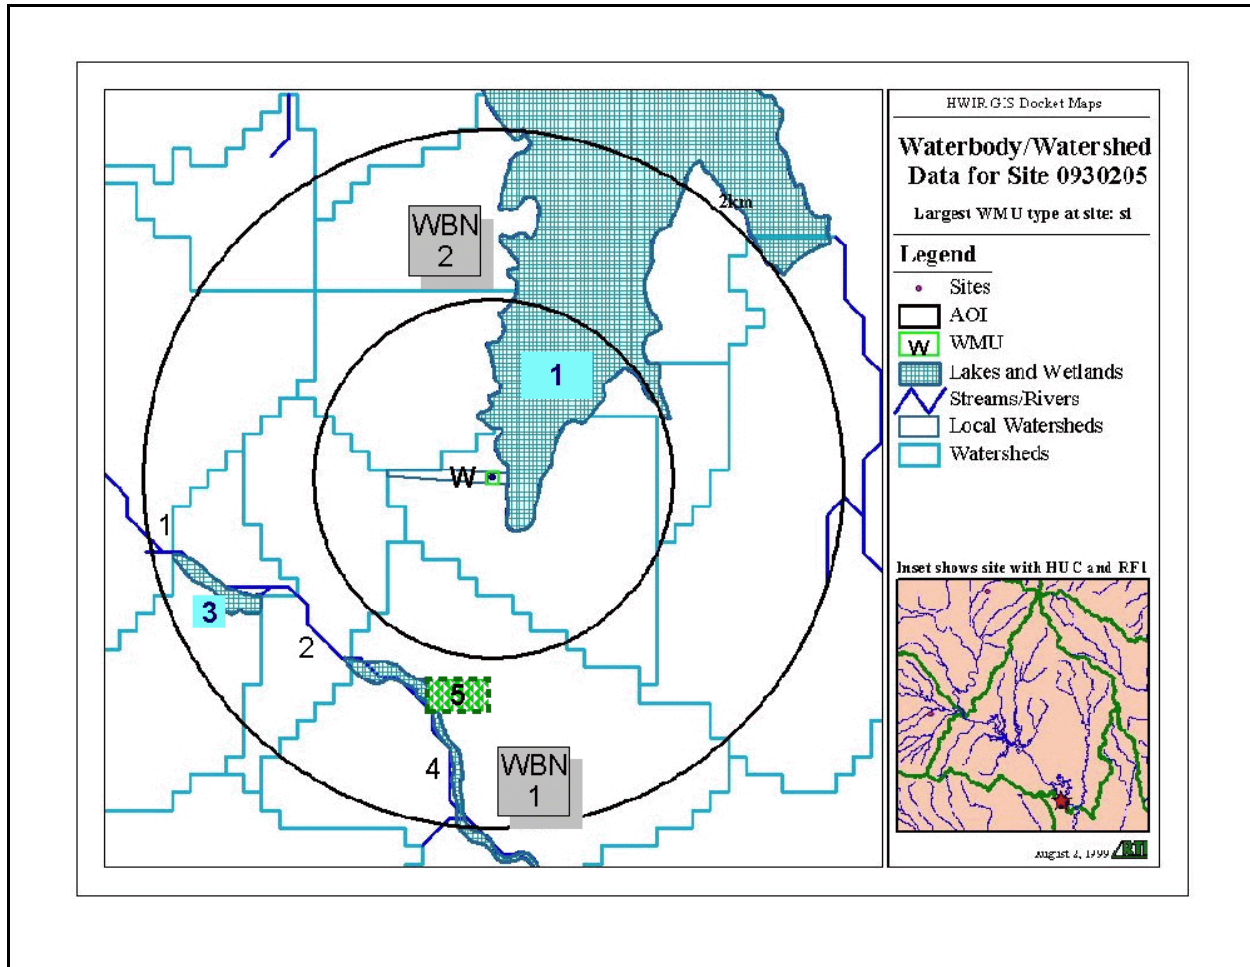 HWIR GIS Docket Maps
Waterbody/Watershed
Data for Site 0930205
Largest WMU type at site: si
Legend
Sites
AOI
W
WMU
Lakes and Wetlands
Streams/Rivers
Local Watersheds
Watersheds
Inset shows site with HUC and RF1
August 2, 1999
RTI
2km
WBN
2
1
W
1
3
2
5
4
WBN
1